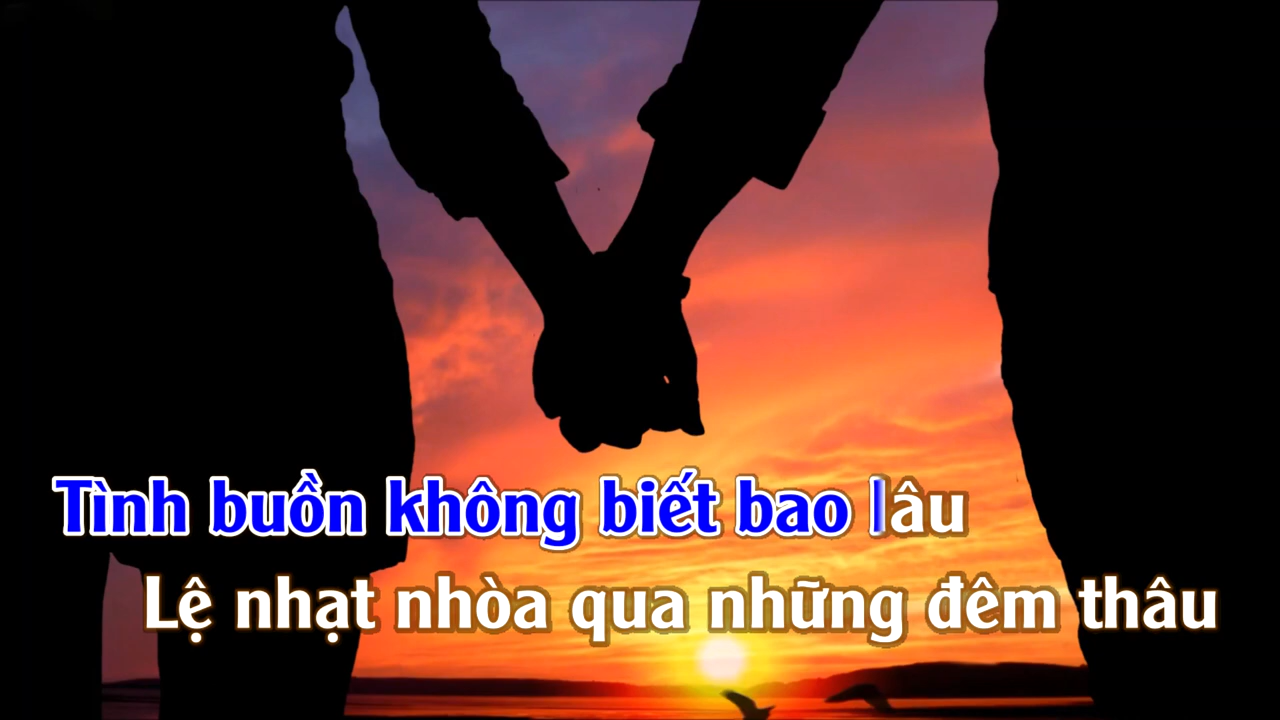 Tình buồn không biết bao lâu
Lệ nhạt nhòa qua những đêm thâu